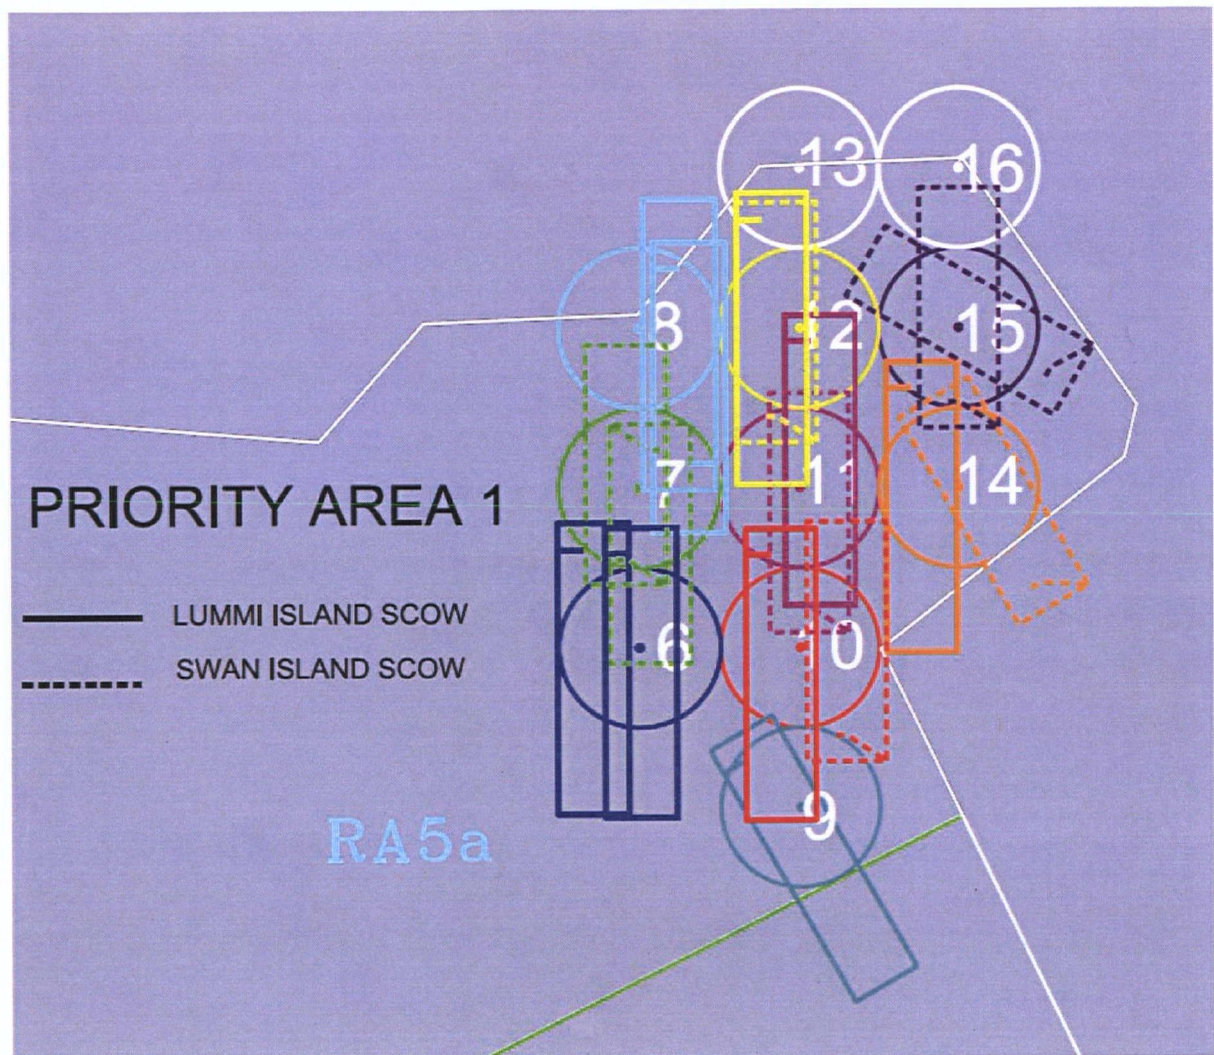 13 16
8 12 15
PRIORITY AREA 1
7 11 14
LUMMI ISLAND SCOW
SWAN ISLAND SCOW
6 10
RA5a
9